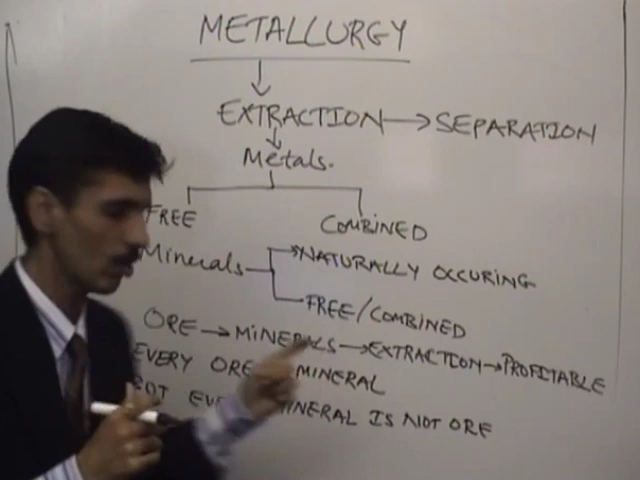 METALLURGY
EXTRACTION → SEPARATION
Metals.
FREE COMBINED
Minerals NATURALLY OCCURING
FREE/COMBINED
ORE → MINERALS → EXTRACTION → PROFITABLE
EVERY ORE MINERAL
MINERAL IS NOT ORE